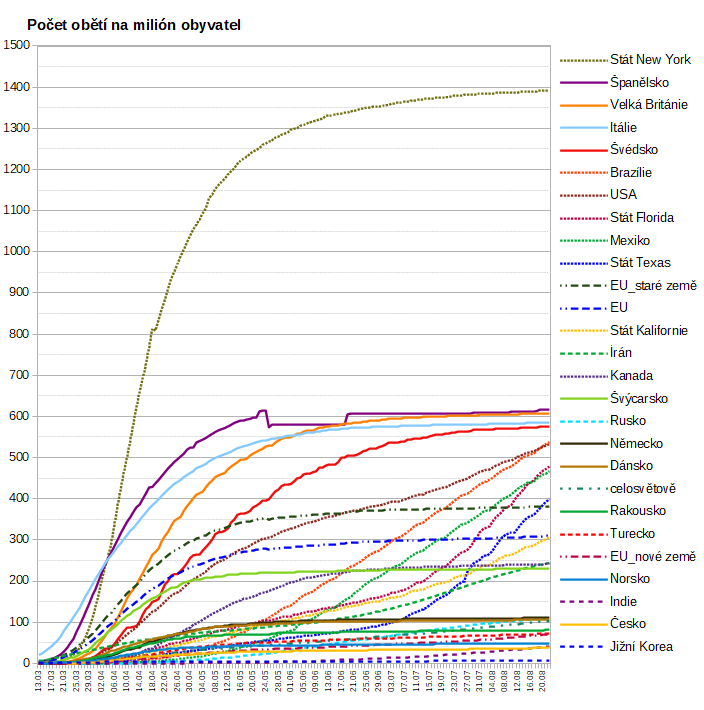 Počet obětí na milión obyvatel
1500
1400
1300
1200
1100
1000
900
800
700
600
500
400
300
200
100
0
13.03 17.03 21.03 25.03 29.03 02.04 06.04 10.04 14.04 18.04 22.04 26.04 30.04 04.05 08.05 12.05 16.05 20.05 24.05 28.05 01.06 05.06 09.06 13.06 17.06 21.06 25.06 29.06 03.07 07.07 11.07 15.07 19.07 23.07 27.07 31.07 04.08 08.08 12.08 16.08 20.08
Stát New York
Španělsko
Velká Británie
Itálie
Švédsko
Brazílie
USA
Stát Florida
Mexiko
Stát Texas
EU_staré země
EU
Stát Kalifornie
Írán
Kanada
Švýcarsko
Rusko
Německo
Dánsko
celosvětově
Rakousko
Turecko
EU_nové země
Norsko
Indie
Česko
Jižní Korea